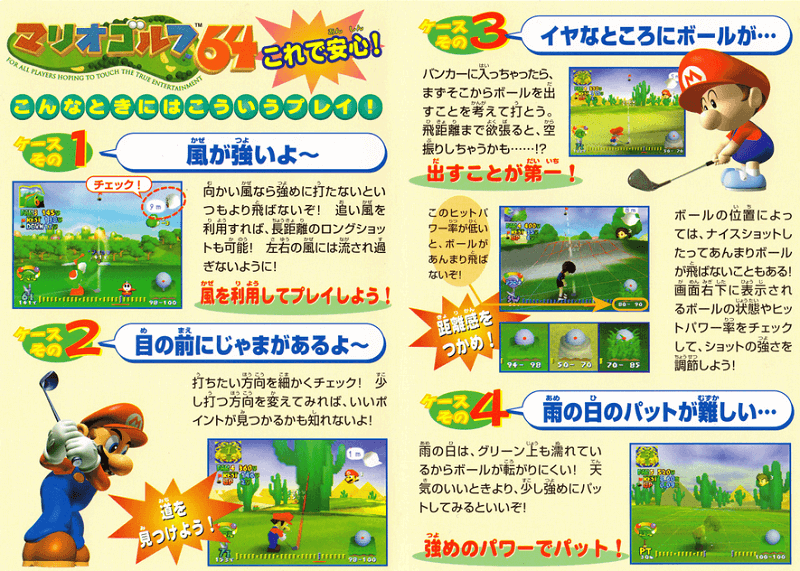 マリオゴルフ64™
FOR ALL PLAYERS HOPING TO TOUCH THE TRUE ENTERTAINMENT
これで安心！
こんなときにはこういうプレイ！
ケースその1
風が強いよ〜
チェック！
9m
向かい風なら強めに打たないとい
つもより飛ばないぞ！ 追い風を
利用すれば、長距離のロングショッ
トも可能！ 左右の風には流され過
ぎないように！
90-100
風を利用してプレイしよう！
ケースその2
目の前にじゃまがあるよ〜
打ちたい方向を細かくチェック！ 少
し打つ方向を変えてみれば、いいポ
イントが見つかるかも知れないよ！
1m
道を
見つけよう！
ケースその3
イヤなところにボールが…
バンカーに入っちゃったら、
まずそこからボールを出
すことを考えて打とう。
飛距離まで欲張ると、空
振りしちゃうかも……!?
出すことが第一！
このヒットパ
ワー率が低い
と、ボールが
あんまり飛ば
ないぞ！
86-90
距離感を
つかめ！
94-98
50-70
70-85
ボールの位置によっ
ては、ナイスショットし
たってあんまりボール
が飛ばないこともある！
画面右下に表示され
るボールの状態やヒッ
トパワー率をチェック
して、ショットの強さを
調節しよう！
ケースその4
雨の日のパットが難しい…
雨の日は、グリーン上も濡れてい
るからボールが転がりにくい！ 天
気のいいときより、少し強めにパッ
トしてみるといいぞ！
PT
100-100
強めのパワーでパット！